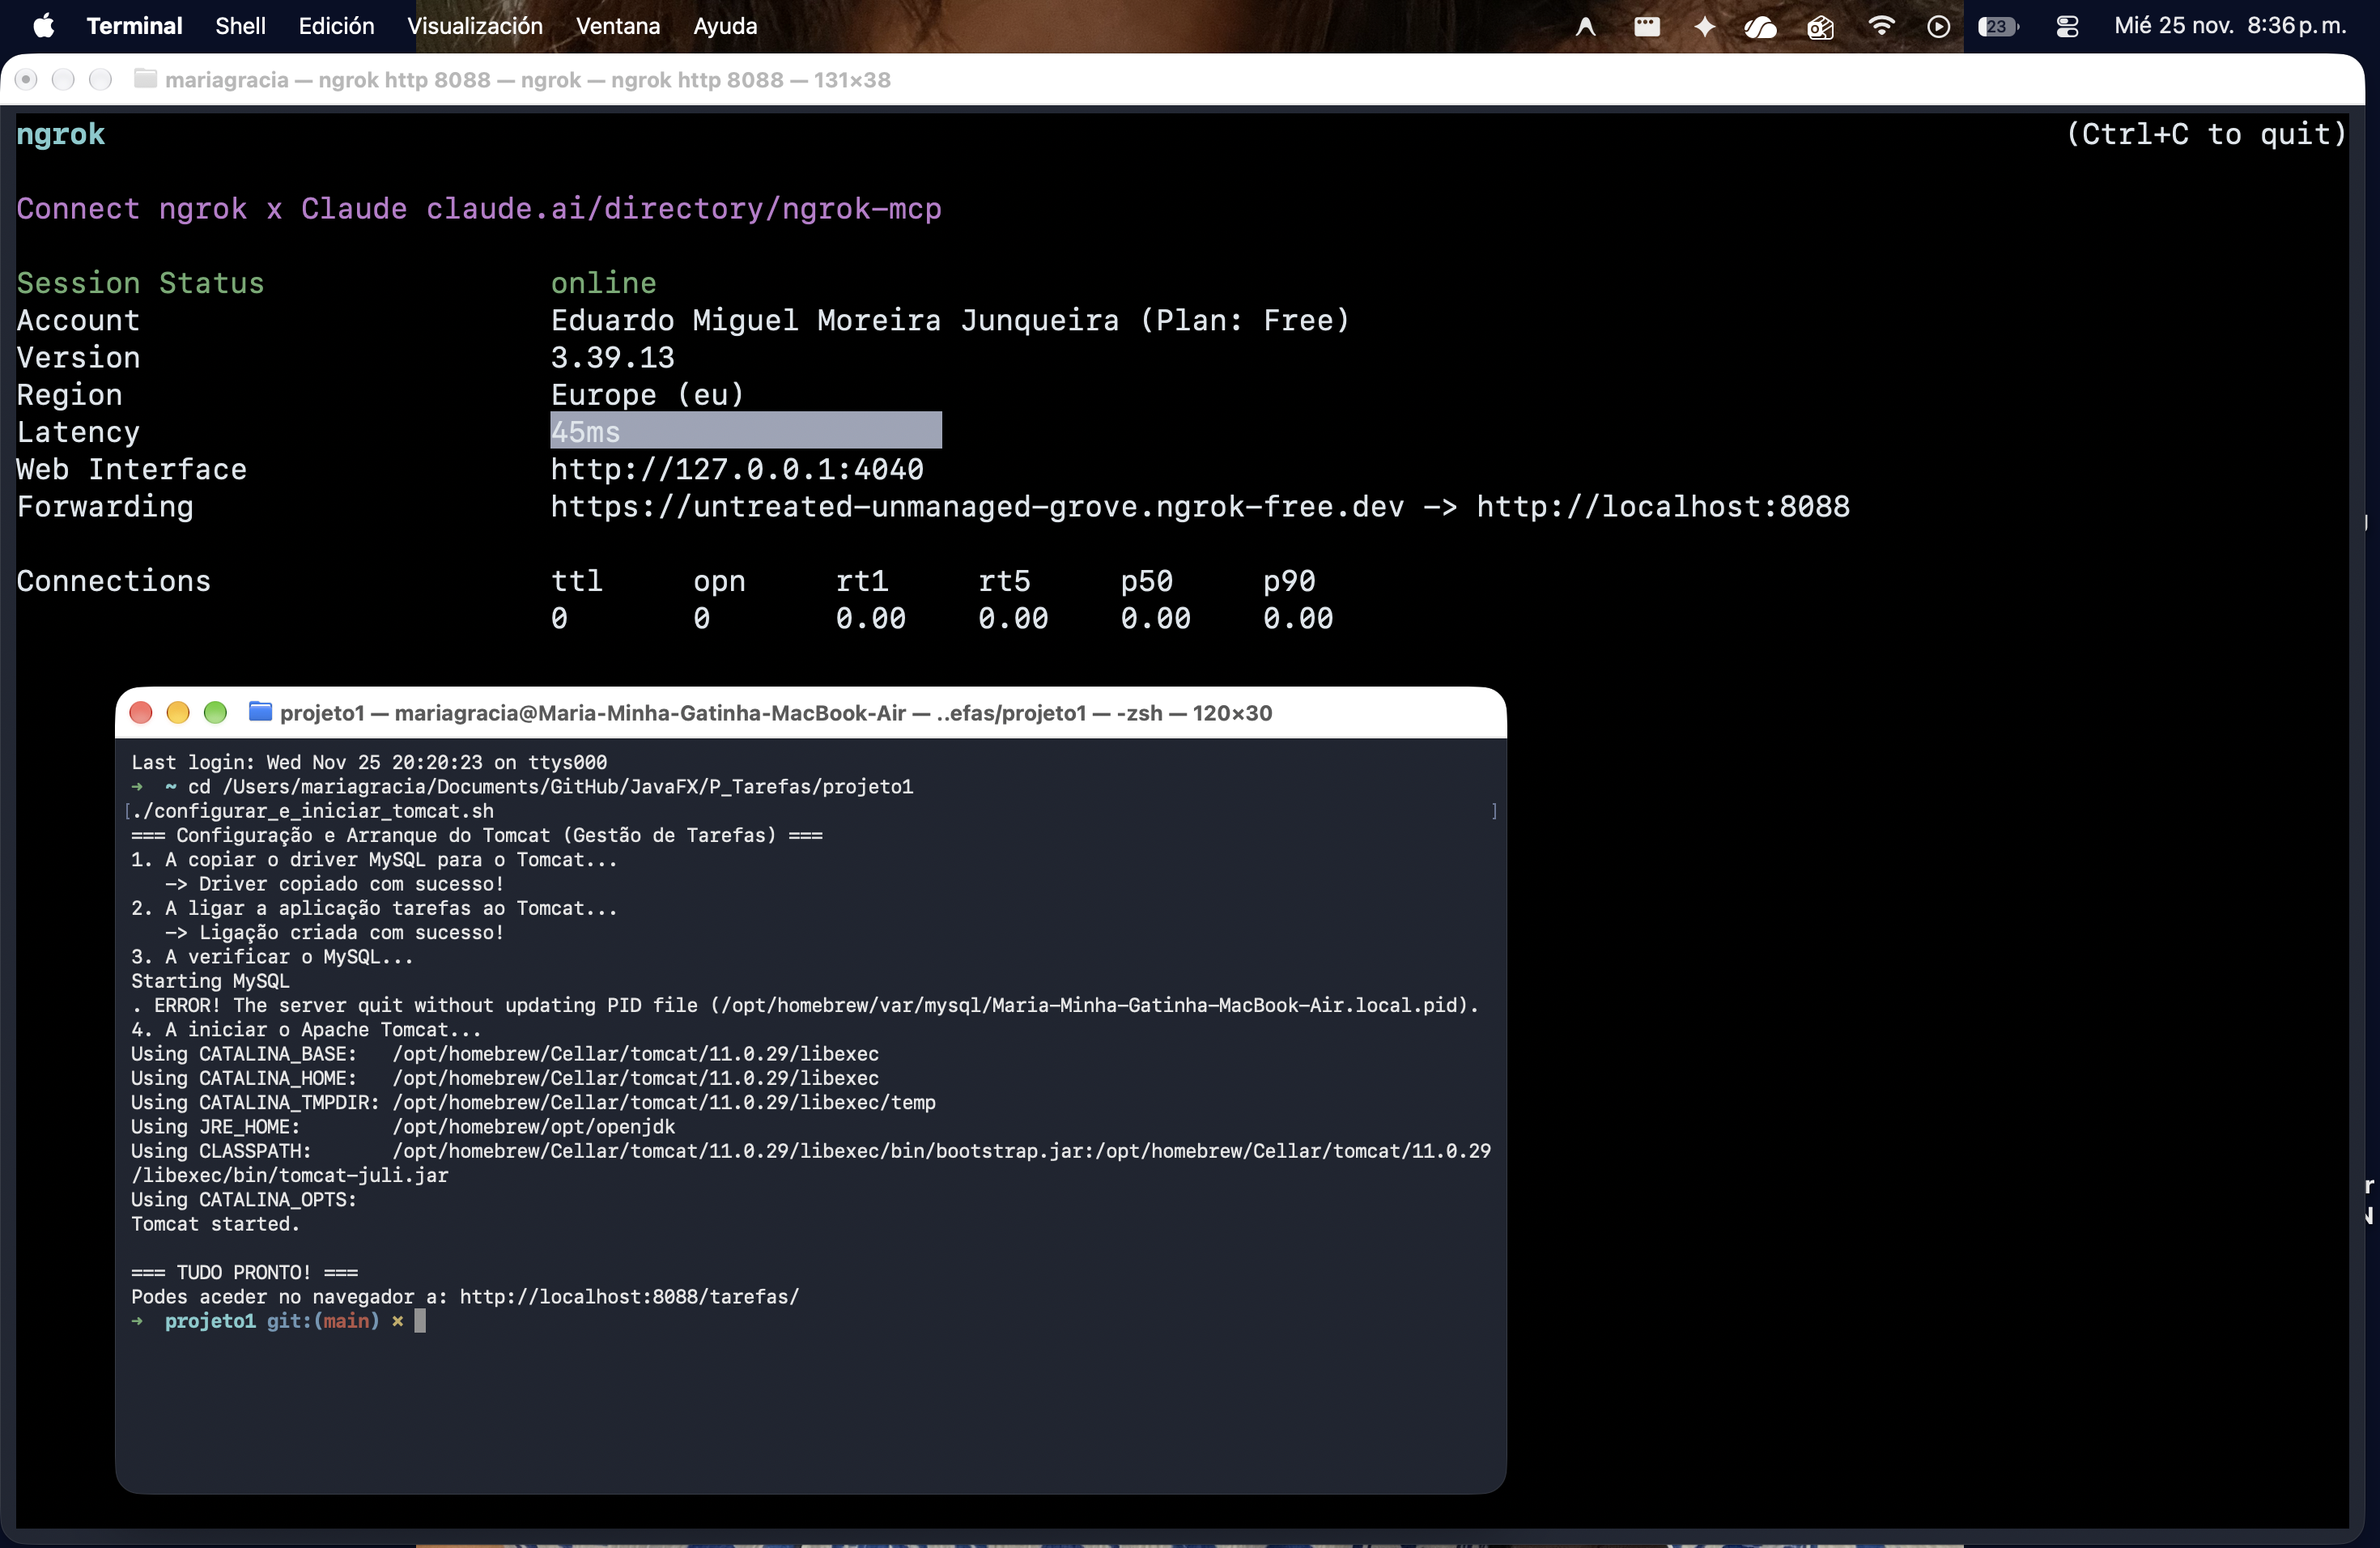 Terminal Shell Edición Visualización Ventana Ayuda 23 Mié 25 nov. 8:36 p.m.
mariagracia — ngrok http 8088 — ngrok — ngrok http 8088 — 131×38
ngrok (Ctrl+C to quit)
Connect ngrok x Claude claude.ai/directory/ngrok-mcp
Session Status online
Account Eduardo Miguel Moreira Junqueira (Plan: Free)
Version 3.39.13
Region Europe (eu)
Latency 45ms
Web Interface http://127.0.0.1:4040
Forwarding https://untreated-unmanaged-grove.ngrok-free.dev -> http://localhost:8088
Connections ttl opn rt1 rt5 p50 p90
0 0 0.00 0.00 0.00 0.00
projeto1 — mariagracia@Maria-Minha-Gatinha-MacBook-Air — ..efas/projeto1 — -zsh — 120×30
Last login: Wed Nov 25 20:20:23 on ttys000
➜ ~ cd /Users/mariagracia/Documents/GitHub/JavaFX/P_Tarefas/projeto1
[./configurar_e_iniciar_tomcat.sh ]
=== Configuração e Arranque do Tomcat (Gestão de Tarefas) ===
1. A copiar o driver MySQL para o Tomcat...
-> Driver copiado com sucesso!
2. A ligar a aplicação tarefas ao Tomcat...
-> Ligação criada com sucesso!
3. A verificar o MySQL...
Starting MySQL
. ERROR! The server quit without updating PID file (/opt/homebrew/var/mysql/Maria-Minha-Gatinha-MacBook-Air.local.pid).
4. A iniciar o Apache Tomcat...
Using CATALINA_BASE: /opt/homebrew/Cellar/tomcat/11.0.29/libexec
Using CATALINA_HOME: /opt/homebrew/Cellar/tomcat/11.0.29/libexec
Using CATALINA_TMPDIR: /opt/homebrew/Cellar/tomcat/11.0.29/libexec/temp
Using JRE_HOME: /opt/homebrew/opt/openjdk
Using CLASSPATH: /opt/homebrew/Cellar/tomcat/11.0.29/libexec/bin/bootstrap.jar:/opt/homebrew/Cellar/tomcat/11.0.29
/libexec/bin/tomcat-juli.jar
Using CATALINA_OPTS:
Tomcat started.
=== TUDO PRONTO! ===
Podes aceder no navegador a: http://localhost:8088/tarefas/
➜ projeto1 git:(main) ×